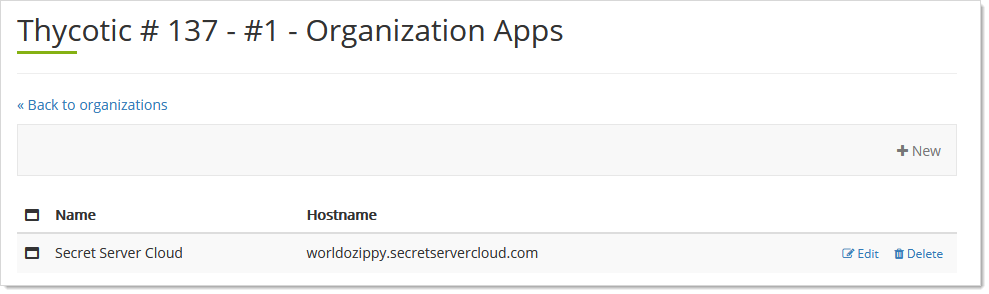 Thycotic # 137 - #1 - Organization Apps
« Back to organizations
New
Name Hostname
Secret Server Cloud worldozippy.secretservercloud.com Edit Delete